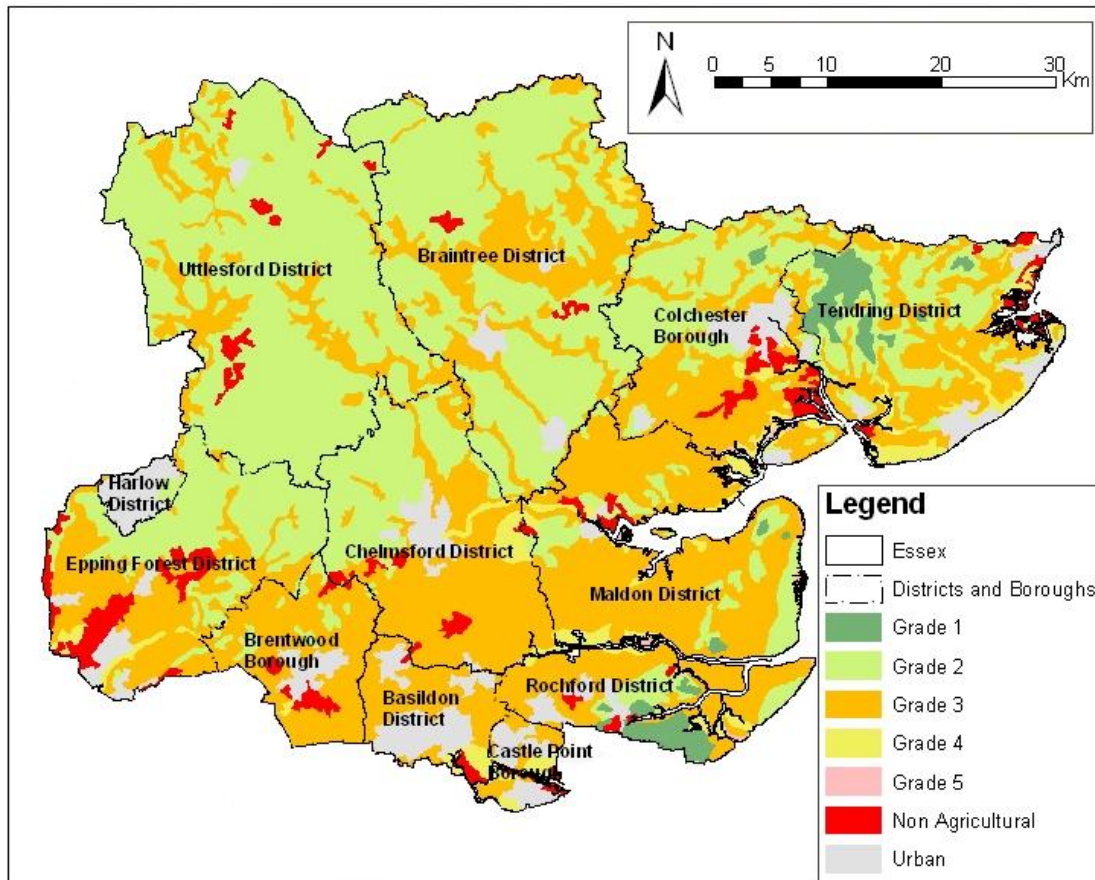 N
0 5 10 20 30
Km
Uttlesford District
Braintree District
Colchester
Borough
Tendring District
Harlow
District
Epping Forest District
Chelmsford District
Maldon District
Brentwood
Borough
Basildon
District
Rochford District
Castle Point
Borough
Legend
Essex
Districts and Boroughs
Grade 1
Grade 2
Grade 3
Grade 4
Grade 5
Non Agricultural
Urban